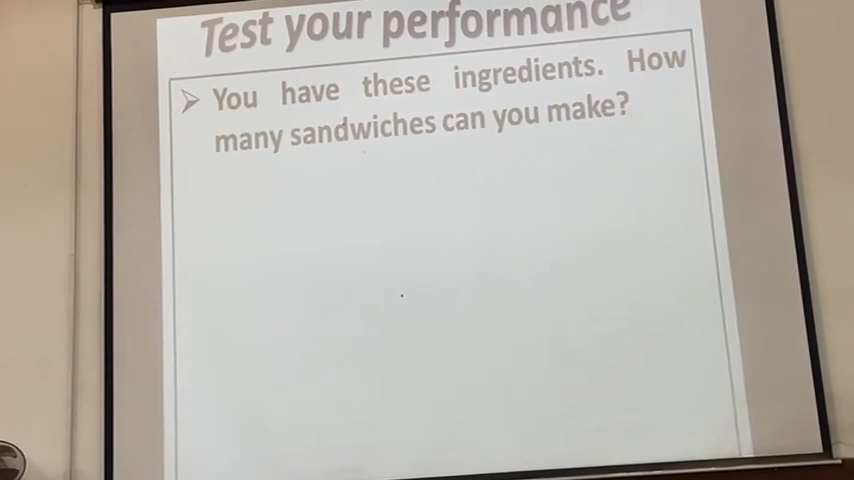 Test your performance
You have these ingredients. How
many sandwiches can you make?